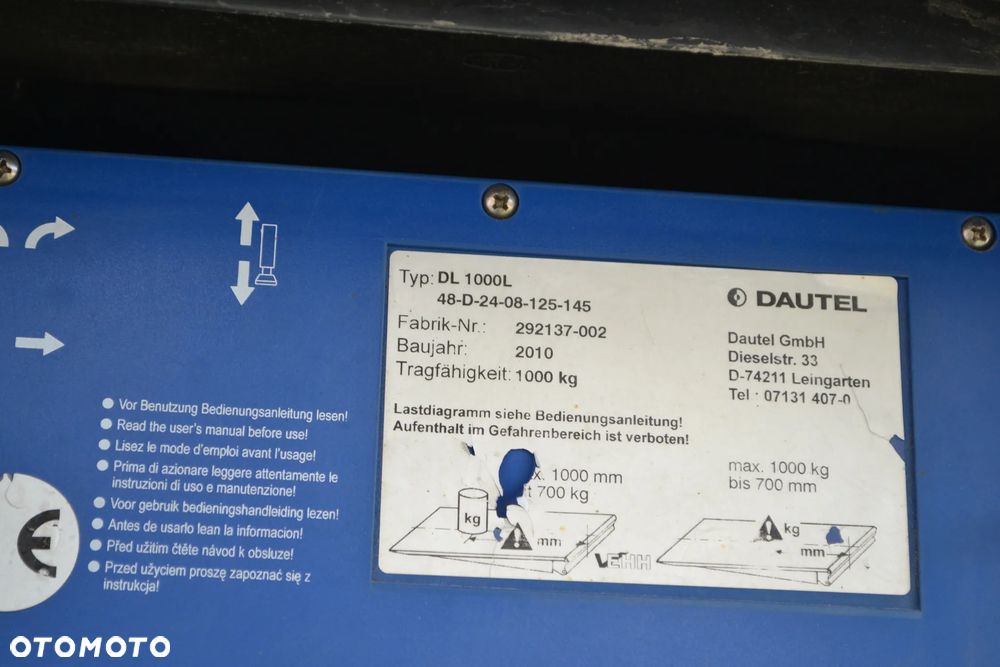 Typ: DL 1000L
48-D-24-08-125-145
Fabrik-Nr.: 292137-002
Baujahr: 2010
Tragfähigkeit: 1000 kg
DAUTEL
Dautel GmbH
Dieselstr. 33
D-74211 Leingarten
Tel : 07131 407-0
Lastdiagramm siehe Bedienungsanleitung!
Aufenthalt im Gefahrenbereich ist verboten!
1000 mm
700 kg
max. 1000 kg
bis 700 mm
kg
mm
kg
mm
Vor Benutzung Bedienungsanleitung lesen!
Read the user's manual before use!
Lisez le mode d'emploi avant l'usage!
Prima di azionare leggere attentamente le
instruzioni di uso e manutenzione!
Voor gebruik bedieningshandleiding lezen!
Antes de usarlo lean la informacion!
Před užitim čtěte návod k obsluze!
Przed użyciem proszę zapoznać się z
instrukcja!
OTOMOTO